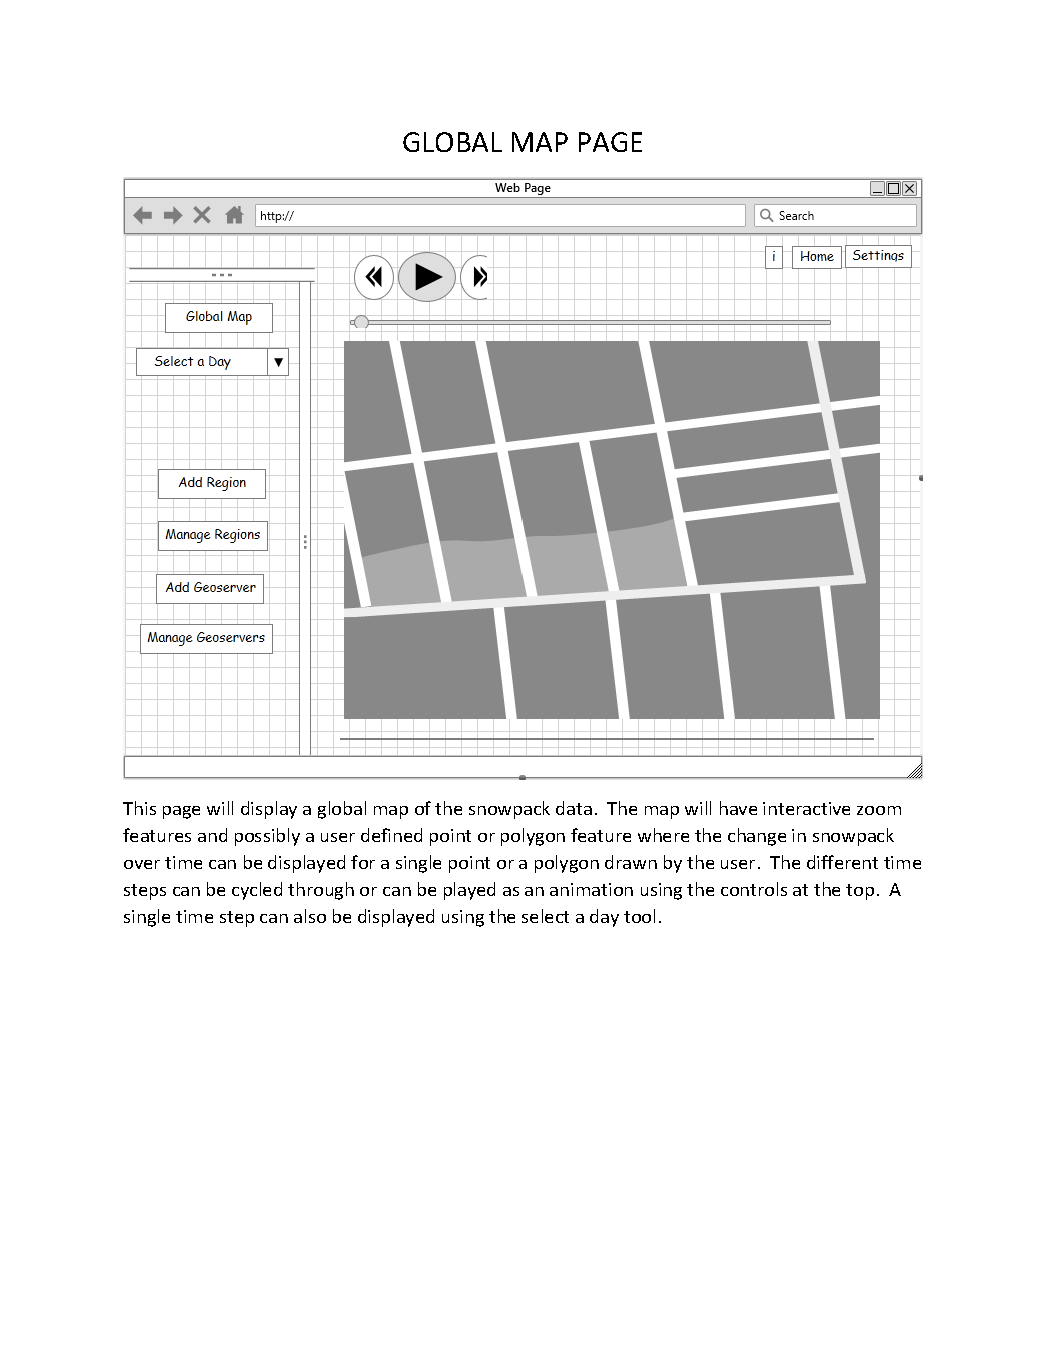 GLOBAL MAP PAGE
Web Page
http://
Search
i
Home
Settings
Global Map
Select a Day
Add Region
Manage Regions
Add Geoserver
Manage Geoservers
This page will display a global map of the snowpack data.  The map will have interactive zoom
features and possibly a user defined point or polygon feature where the change in snowpack
over time can be displayed for a single point or a polygon drawn by the user.  The different time
steps can be cycled through or can be played as an animation using the controls at the top.  A
single time step can also be displayed using the select a day tool.